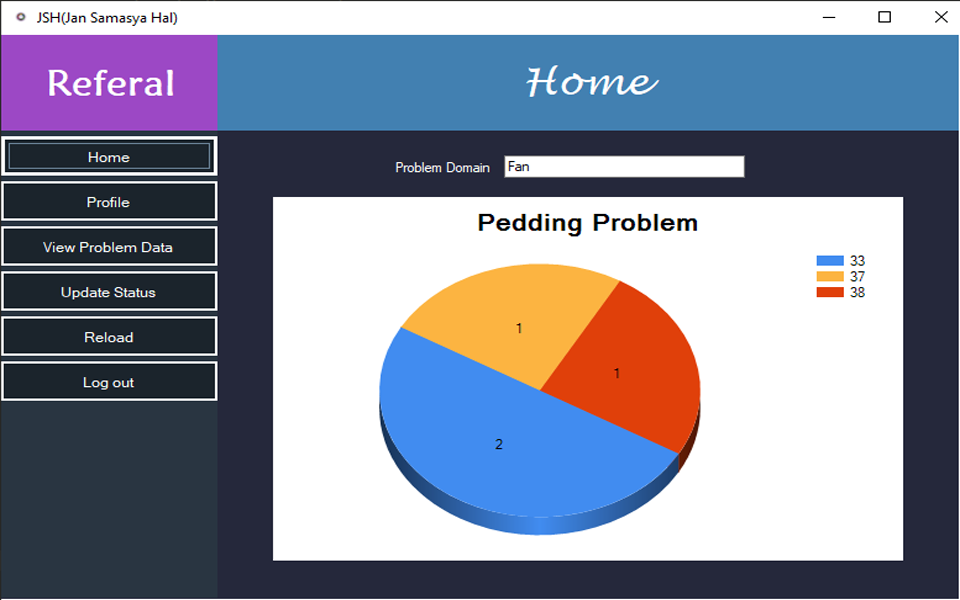 JSH(Jan Samasya Hal)
Referal
Home
Home
Profile
View Problem Data
Update Status
Reload
Log out
Problem Domain Fan
Pedding Problem
33
37
38
1
1
2